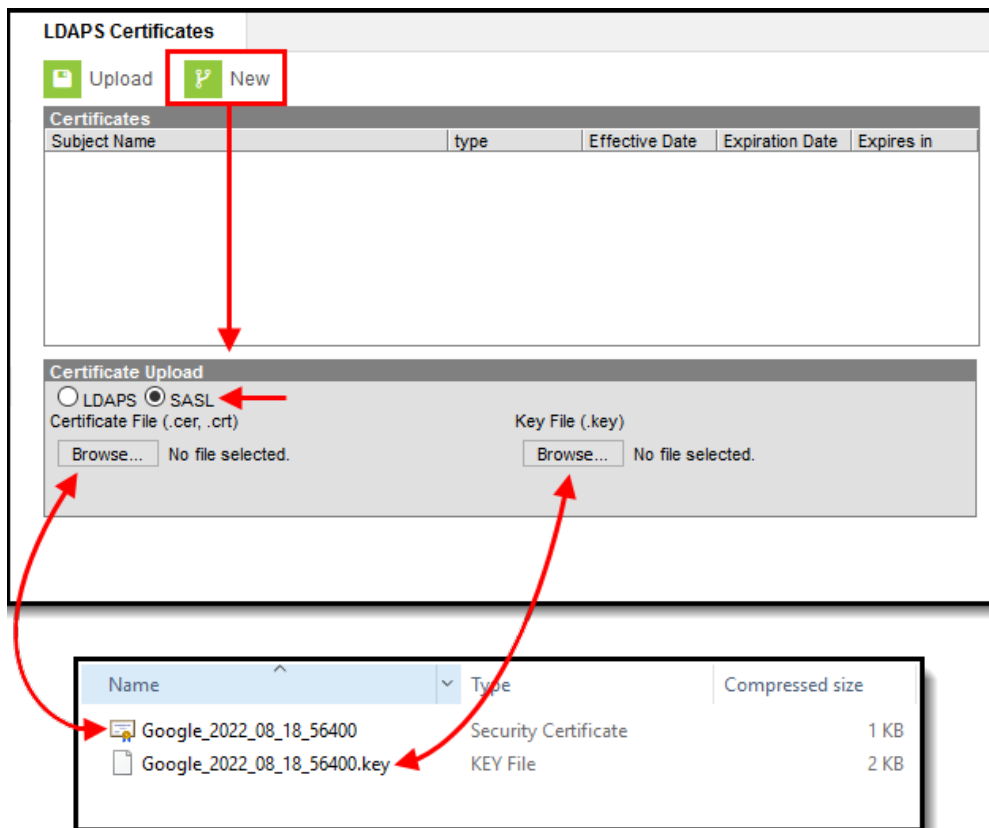 LDAPS Certificates
Upload New
Certificates
Subject Name type Effective Date Expiration Date Expires in
Certificate Upload
LDAPS SASL
Certificate File (.cer, .crt) Key File (.key)
Browse... No file selected. Browse... No file selected.
Name Type Compressed size
Google_2022_08_18_56400 Security Certificate 1 KB
Google_2022_08_18_56400.key KEY File 2 KB